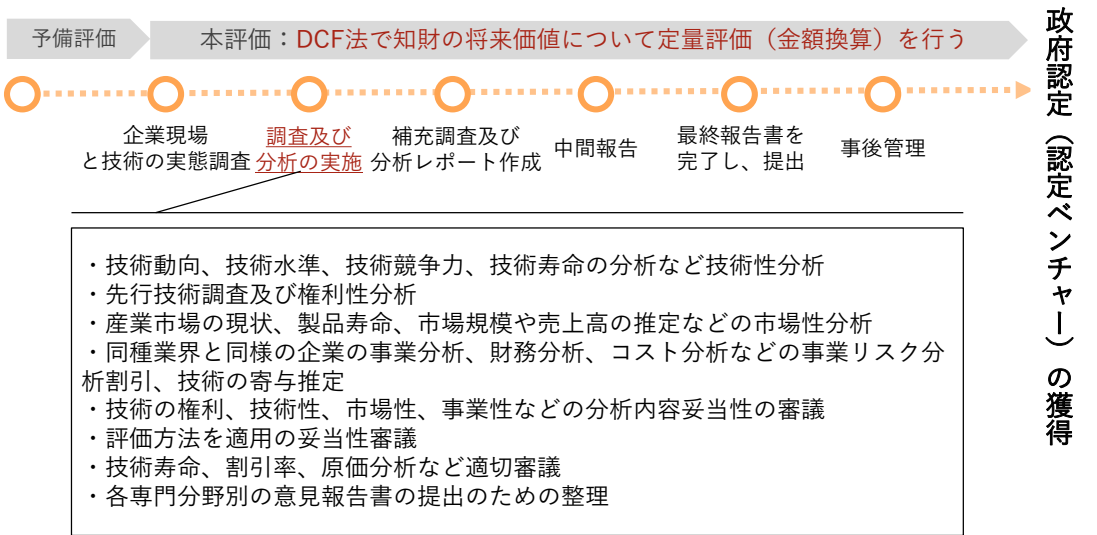 予備評価
本評価：DCF法で知財の将来価値について定量評価（金額換算）を行う
企業現場
と技術の実態調査
調査及び
分析の実施
補充調査及び
分析レポート作成
中間報告
最終報告書を
完了し、提出
事後管理
政府認定（認定ベンチャー）の獲得
・技術動向、技術水準、技術競争力、技術寿命の分析など技術性分析
・先行技術調査及び権利性分析
・産業市場の現状、製品寿命、市場規模や売上高の推定などの市場性分析
・同種業界と同様の企業の事業分析、財務分析、コスト分析などの事業リスク分
析割引、技術の寄与推定
・技術の権利、技術性、市場性、事業性などの分析内容妥当性の審議
・評価方法を適用の妥当性審議
・技術寿命、割引率、原価分析など適切審議
・各専門分野別の意見報告書の提出のための整理